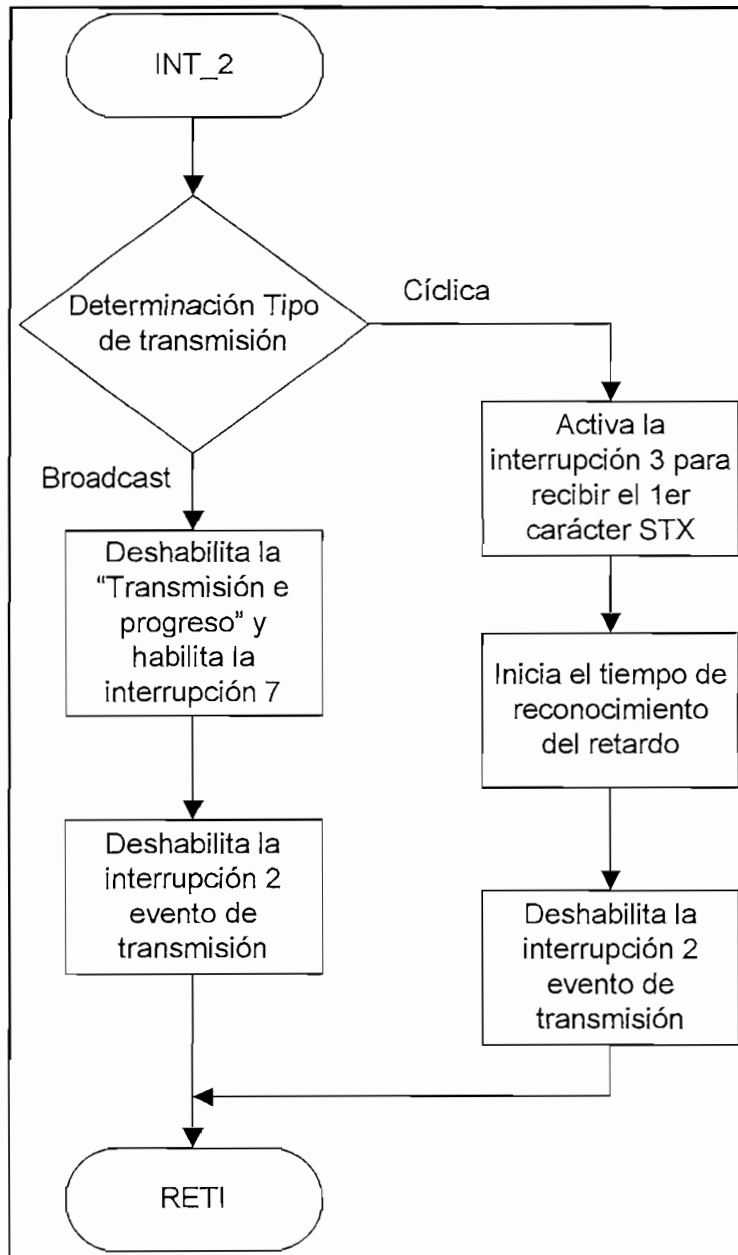 INT_2
Determinación Tipo
de transmisión
Cíclica
Broadcast
Activa la
interrupción 3 para
recibir el 1er
carácter STX
Deshabilita la
“Transmisión e
progreso” y
habilita la
interrupción 7
Inicia el tiempo de
reconocimiento
del retardo
Deshabilita la
interrupción 2
evento de
transmisión
Deshabilita la
interrupción 2
evento de
transmisión
RETI